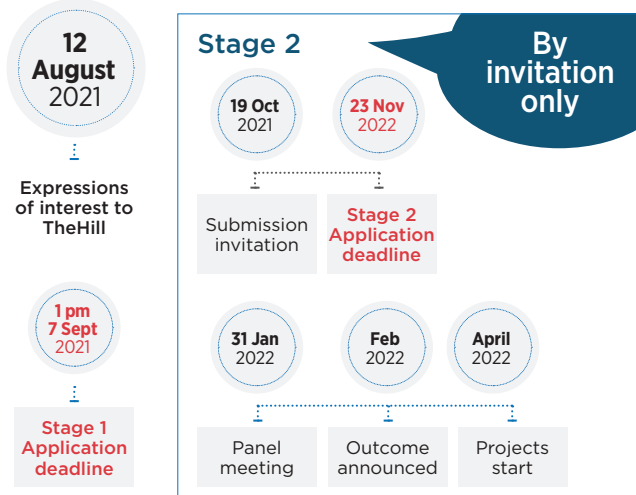 12
August
2021
Expressions
of interest to
TheHill
1 pm
7 Sept
2021
Stage 1
Application
deadline
Stage 2
By
invitation
only
19 Oct
2021
23 Nov
2022
Submission
invitation
Stage 2
Application
deadline
31 Jan
2022
Feb
2022
April
2022
Panel
meeting
Outcome
announced
Projects
start